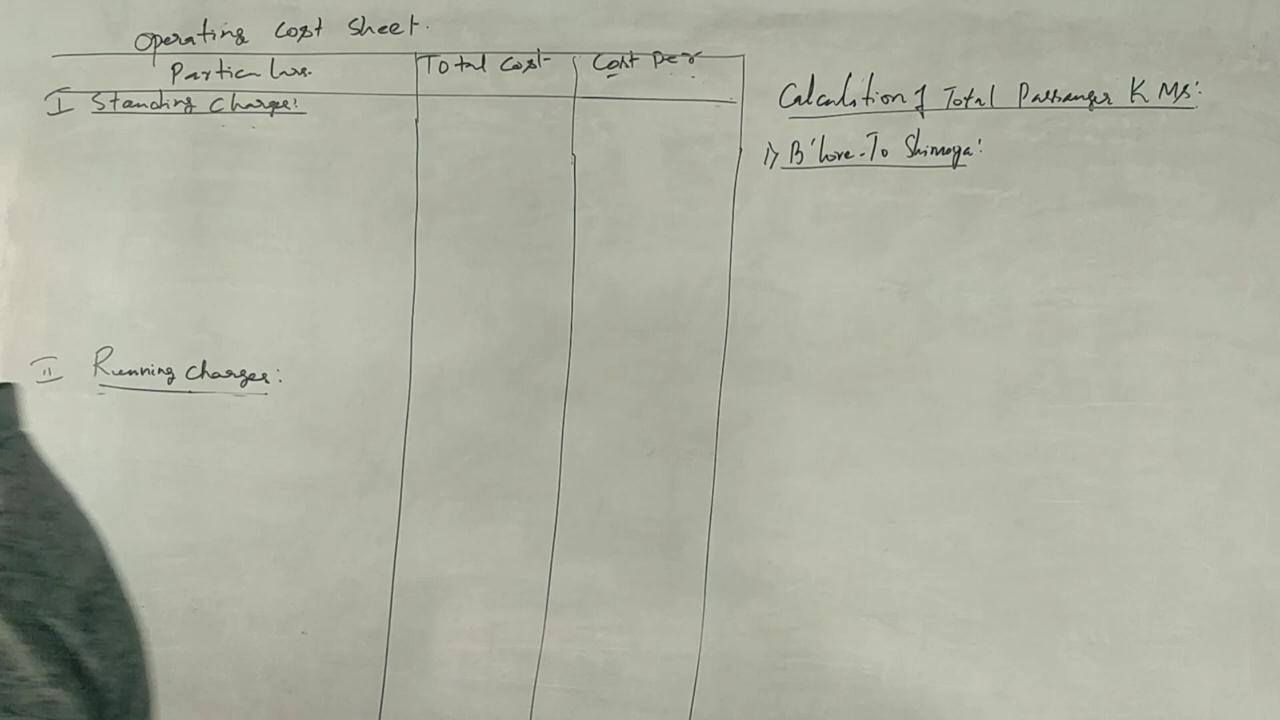 Operating Cost Sheet.
Particulars. Total Cost Cost Per
I Standing Charges:
II Running Charges:
Calculation of Total Passanger KMs:
1) B'lore-To Shimoga: